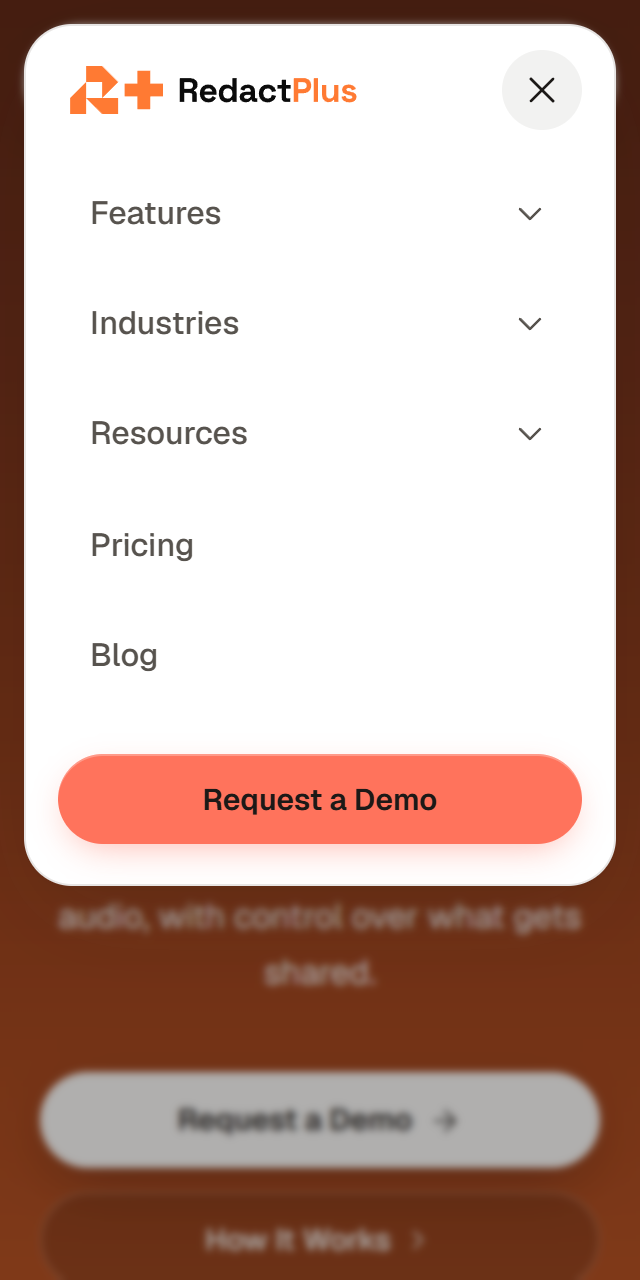 RedactPlus
Features
Industries
Resources
Pricing
Blog
Request a Demo
audio, with control over what gets
shared.
Request a Demo
How It Works